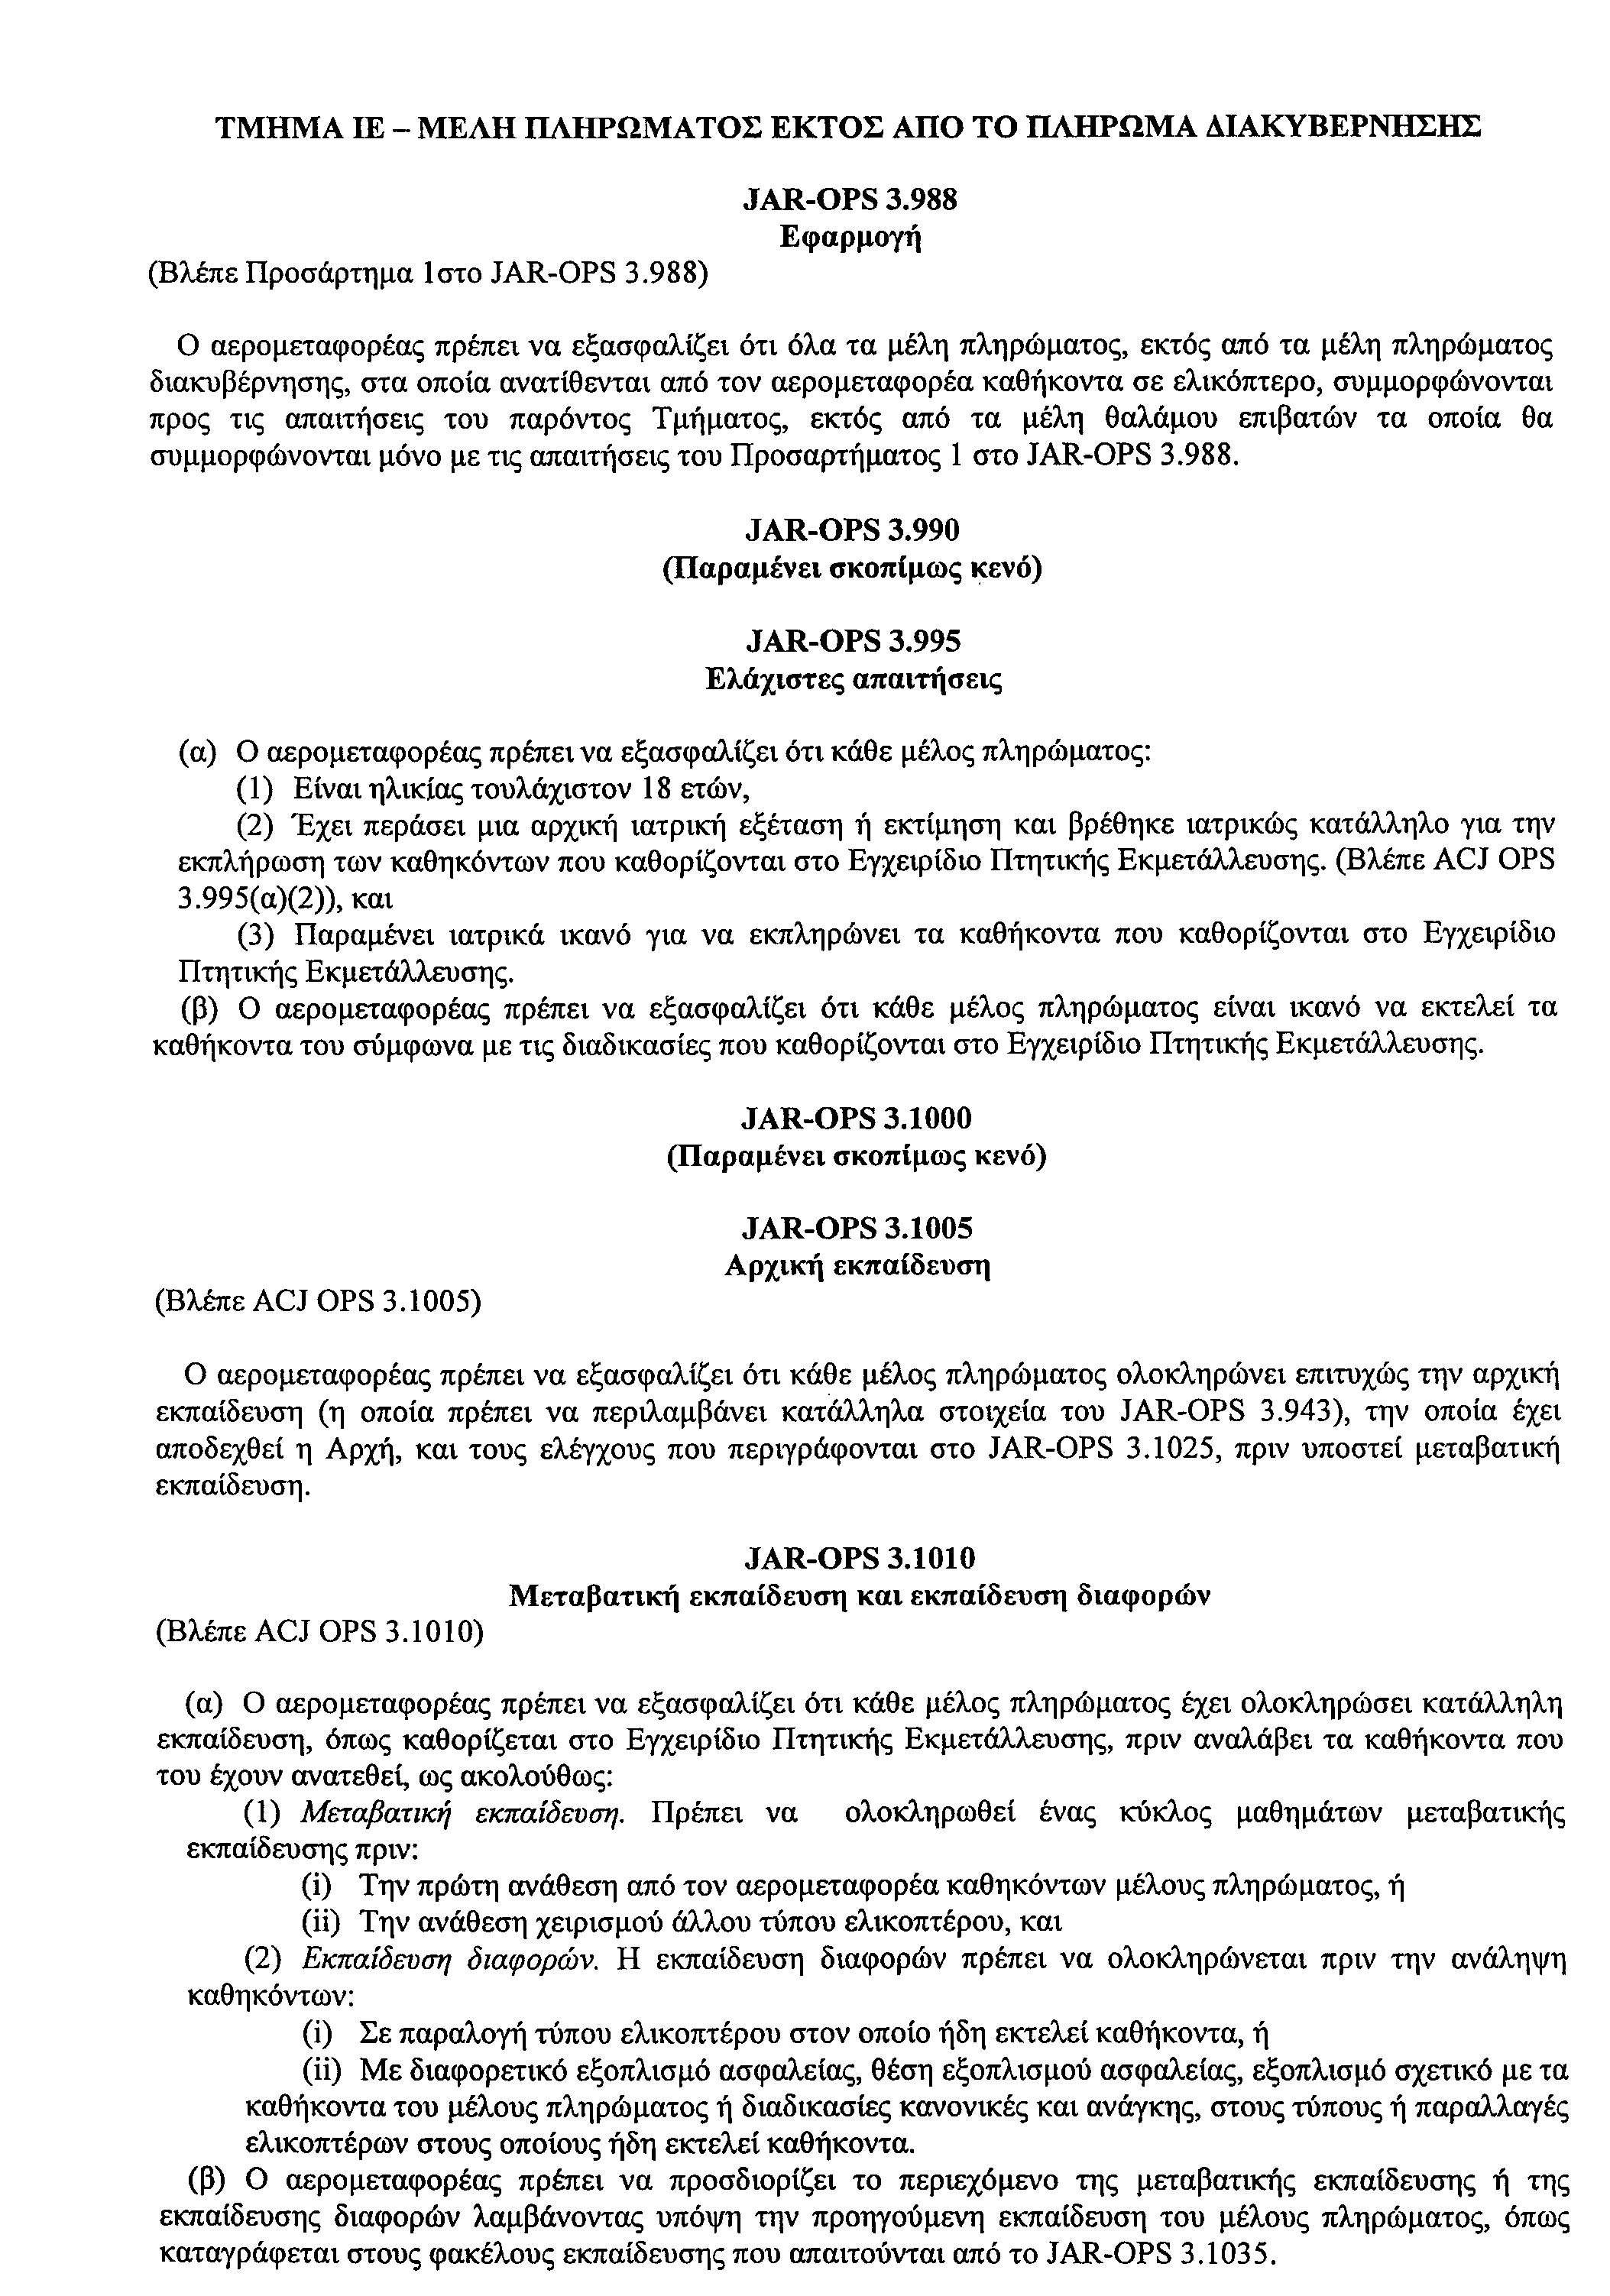 ΤΜΗΜΑ ΙΕ – ΜΕΛΗ ΠΛΗΡΩΜΑΤΟΣ ΕΚΤΟΣ ΑΠΟ ΤΟ ΠΛΗΡΩΜΑ ΔΙΑΚΥΒΕΡΝΗΣΗΣ
JAR-OPS 3.988
Εφαρμογή
(Βλέπε Προσάρτημα 1στο JAR-OPS 3.988)
Ο αερομεταφορέας πρέπει να εξασφαλίζει ότι όλα τα μέλη πληρώματος, εκτός από τα μέλη πληρώματος
διακυβέρνησης, στα οποία ανατίθενται από τον αερομεταφορέα καθήκοντα σε ελικόπτερο, συμμορφώνονται
προς τις απαιτήσεις του παρόντος Τμήματος, εκτός από τα μέλη θαλάμου επιβατών τα οποία θα
συμμορφώνονται μόνο με τις απαιτήσεις του Προσαρτήματος 1 στο JAR-OPS 3.988.
JAR-OPS 3.990
(Παραμένει σκοπίμως κενό)
JAR-OPS 3.995
Ελάχιστες απαιτήσεις
(α) Ο αερομεταφορέας πρέπει να εξασφαλίζει ότι κάθε μέλος πληρώματος:
(1) Είναι ηλικίας τουλάχιστον 18 ετών,
(2) Έχει περάσει μια αρχική ιατρική εξέταση ή εκτίμηση και βρέθηκε ιατρικώς κατάλληλο για την
εκπλήρωση των καθηκόντων που καθορίζονται στο Εγχειρίδιο Πτητικής Εκμετάλλευσης. (Βλέπε ACJ OPS
3.995(α)(2)), και
(3) Παραμένει ιατρικά ικανό για να εκπληρώνει τα καθήκοντα που καθορίζονται στο Εγχειρίδιο
Πτητικής Εκμετάλλευσης.
(β) Ο αερομεταφορέας πρέπει να εξασφαλίζει ότι κάθε μέλος πληρώματος είναι ικανό να εκτελεί τα
καθήκοντα του σύμφωνα με τις διαδικασίες που καθορίζονται στο Εγχειρίδιο Πτητικής Εκμετάλλευσης.
JAR-OPS 3.1000
(Παραμένει σκοπίμως κενό)
JAR-OPS 3.1005
Αρχική εκπαίδευση
(Βλέπε ACJ OPS 3.1005)
Ο αερομεταφορέας πρέπει να εξασφαλίζει ότι κάθε μέλος πληρώματος ολοκληρώνει επιτυχώς την αρχική
εκπαίδευση (η οποία πρέπει να περιλαμβάνει κατάλληλα στοιχεία του JAR-OPS 3.943), την οποία έχει
αποδεχθεί η Αρχή, και τους ελέγχους που περιγράφονται στο JAR-OPS 3.1025, πριν υποστεί μεταβατική
εκπαίδευση.
JAR-OPS 3.1010
Μεταβατική εκπαίδευση και εκπαίδευση διαφορών
(Βλέπε ACJ OPS 3.1010)
(α) Ο αερομεταφορέας πρέπει να εξασφαλίζει ότι κάθε μέλος πληρώματος έχει ολοκληρώσει κατάλληλη
εκπαίδευση, όπως καθορίζεται στο Εγχειρίδιο Πτητικής Εκμετάλλευσης, πριν αναλάβει τα καθήκοντα που
του έχουν ανατεθεί, ως ακολούθως:
(1) Μεταβατική εκπαίδευση. Πρέπει να ολοκληρωθεί ένας κύκλος μαθημάτων μεταβατικής
εκπαίδευσης πριν:
(i) Την πρώτη ανάθεση από τον αερομεταφορέα καθηκόντων μέλους πληρώματος, ή
(ii) Την ανάθεση χειρισμού άλλου τύπου ελικοπτέρου, και
(2) Εκπαίδευση διαφορών. Η εκπαίδευση διαφορών πρέπει να ολοκληρώνεται πριν την ανάληψη
καθηκόντων:
(i) Σε παραλογή τύπου ελικοπτέρου στον οποίο ήδη εκτελεί καθήκοντα, ή
(ii) Με διαφορετικό εξοπλισμό ασφαλείας, θέση εξοπλισμού ασφαλείας, εξοπλισμό σχετικό με τα
καθήκοντα του μέλους πληρώματος ή διαδικασίες κανονικές και ανάγκης, στους τύπους ή παραλλαγές
ελικοπτέρων στους οποίους ήδη εκτελεί καθήκοντα.
(β) Ο αερομεταφορέας πρέπει να προσδιορίζει το περιεχόμενο της μεταβατικής εκπαίδευσης ή της
εκπαίδευσης διαφορών λαμβάνοντας υπόψη την προηγούμενη εκπαίδευση του μέλους πληρώματος, όπως
καταγράφεται στους φακέλους εκπαίδευσης που απαιτούνται από το JAR-OPS 3.1035.